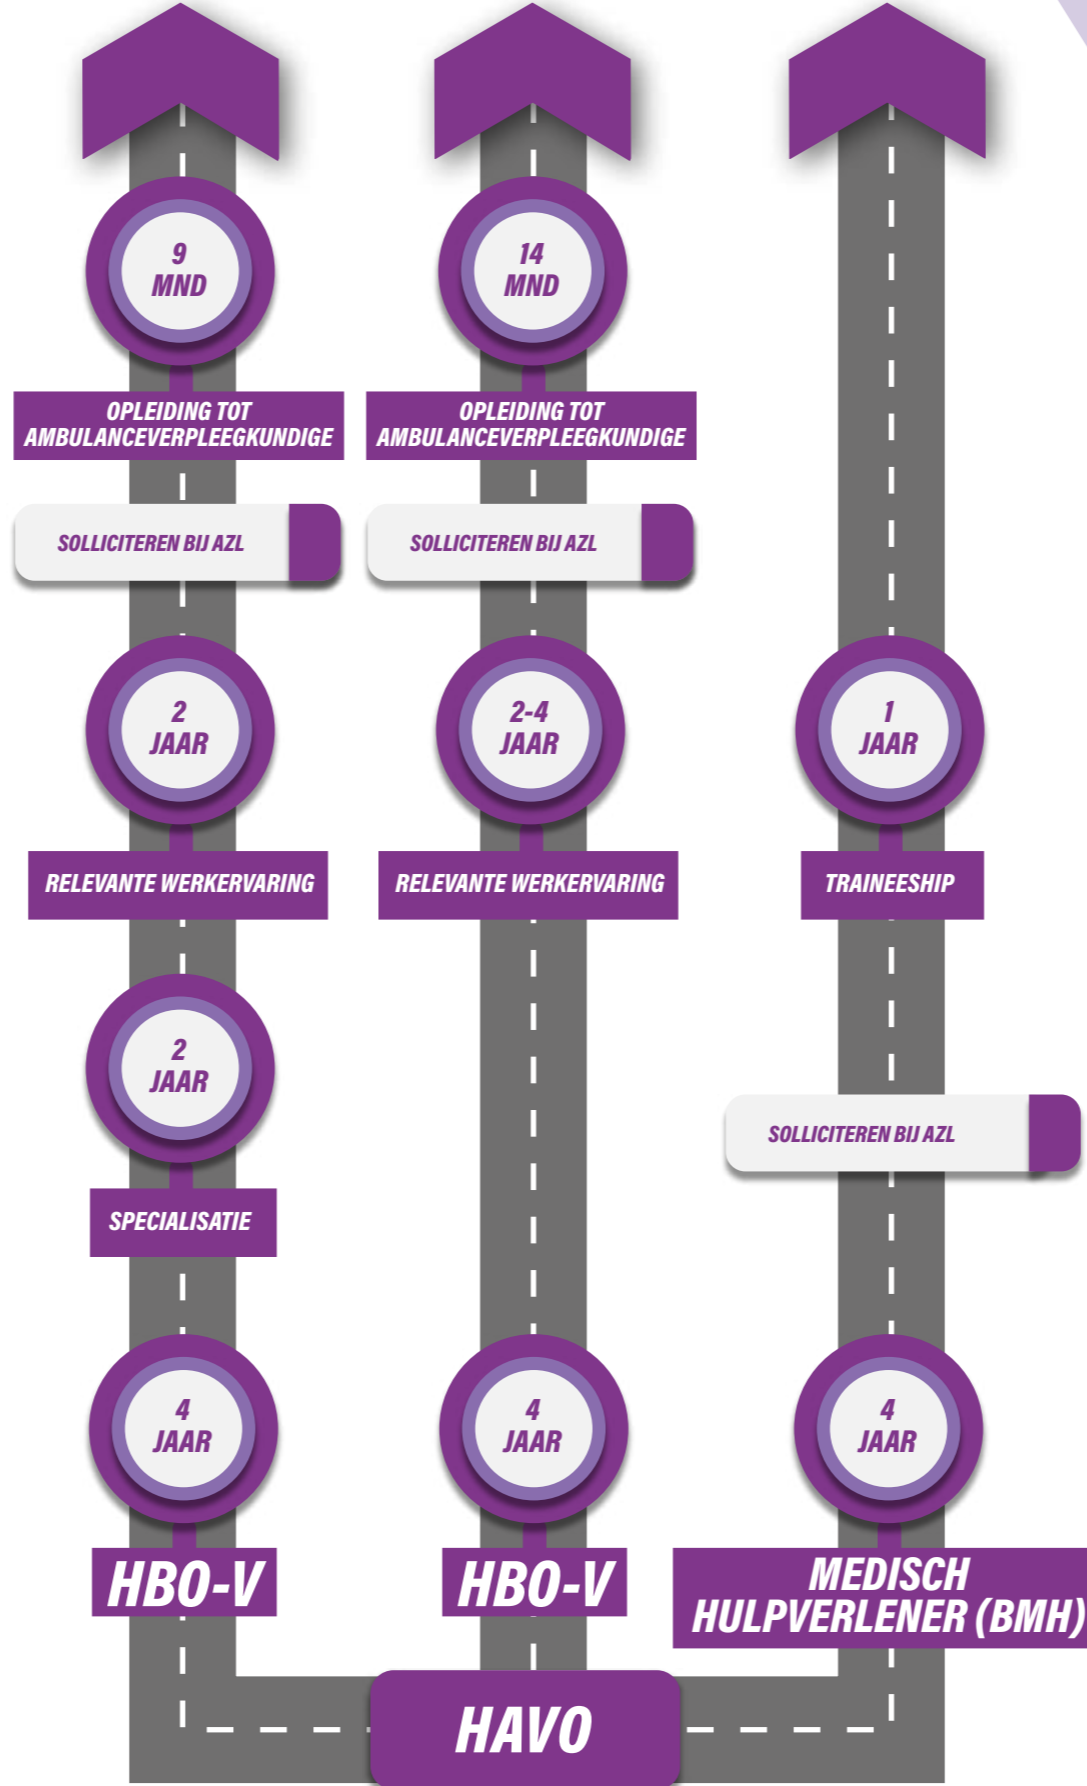 9
MND
OPLEIDING TOT
AMBULANCEVERPLEEGKUNDIGE
SOLLICITEREN BIJ AZL
2
JAAR
RELEVANTE WERKERVARING
2
JAAR
SPECIALISATIE
4
JAAR
HBO-V
14
MND
OPLEIDING TOT
AMBULANCEVERPLEEGKUNDIGE
SOLLICITEREN BIJ AZL
2-4
JAAR
RELEVANTE WERKERVARING
4
JAAR
HBO-V
1
JAAR
TRAINEESHIP
SOLLICITEREN BIJ AZL
4
JAAR
MEDISCH
HULPVERLENER (BMH)
HAVO